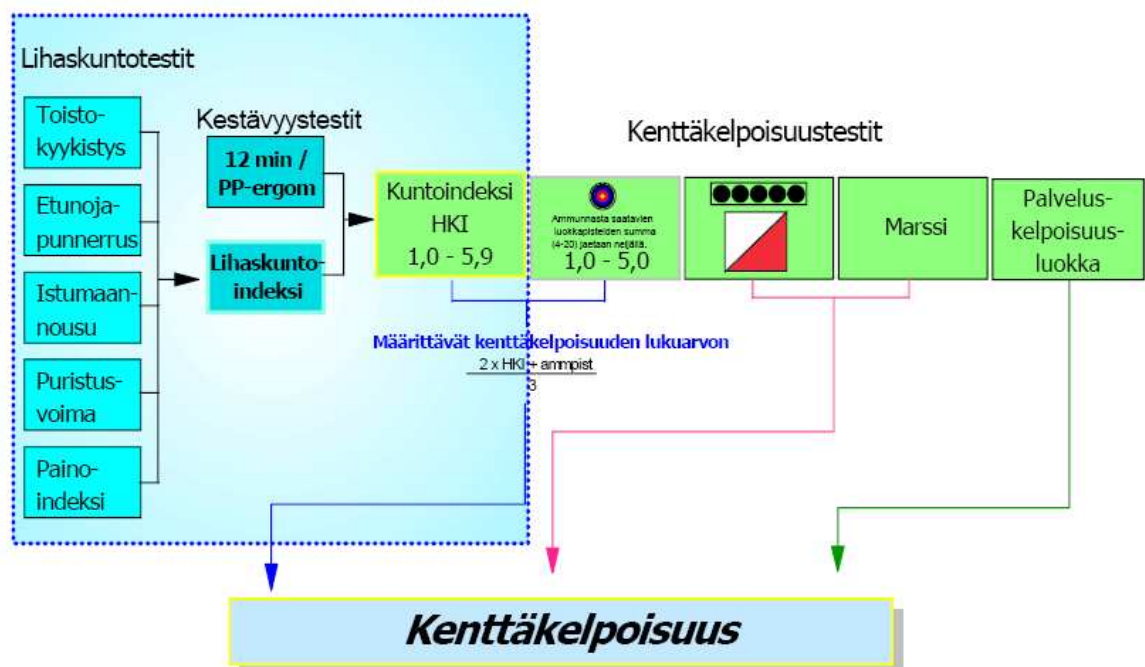 Lihaskuntotestit
Toisto-
kyykistys
Etunoja-
punnerrus
Istumaan-
nousu
Puristus-
voima
Paino-
indeksi
Kestävyystestit
12 min /
PP-ergom
Lihaskunto-
indeksi
Kenttäkelpoisuustestit
Kuntoindeksi
HKI
1,0 - 5,9
Ammunnasta saatavien
luokkapisteiden summa
(4-20) jaetaan neljällä.
1,0 - 5,0
Marssi
Palvelus-
kelpoisuus-
luokka
Määrittävät kenttäkelpoisuuden lukuarvon
2 x HKI + ammpist
3
Kenttäkelpoisuus